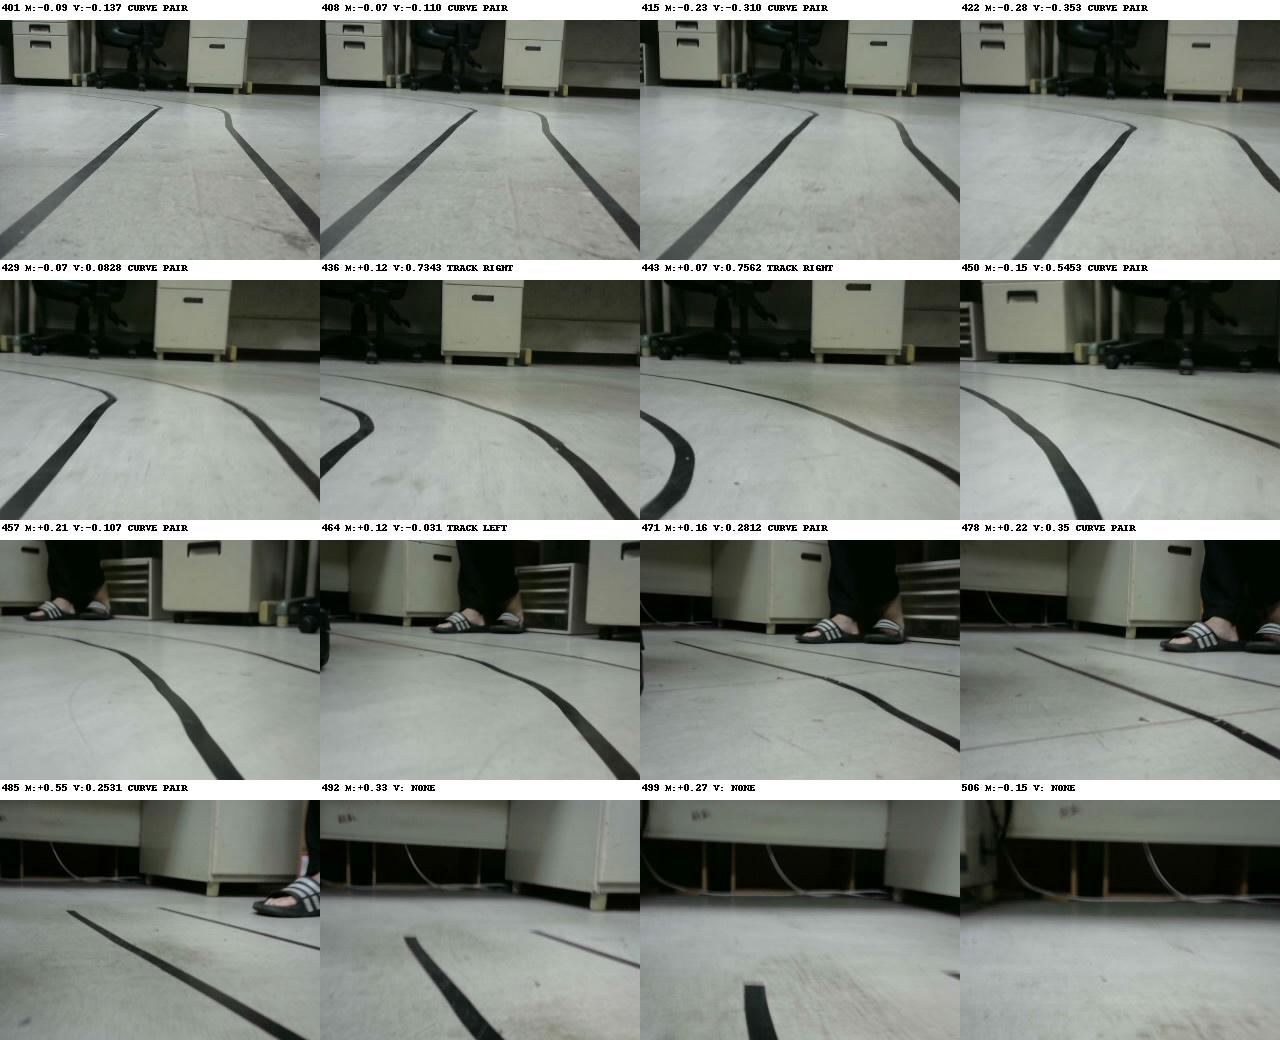 401 M:-0.09 V:-0.137 CURVE PAIR
408 M:-0.07 V:-0.110 CURVE PAIR
415 M:-0.23 V:-0.310 CURVE PAIR
422 M:-0.28 V:-0.353 CURVE PAIR
429 M:-0.07 V:0.0828 CURVE PAIR
436 M:+0.12 V:0.7343 TRACK RIGHT
443 M:+0.07 V:0.7562 TRACK RIGHT
450 M:-0.15 V:0.5453 CURVE PAIR
457 M:+0.21 V:-0.107 CURVE PAIR
464 M:+0.12 V:-0.031 TRACK LEFT
471 M:+0.16 V:0.2812 CURVE PAIR
478 M:+0.22 V:0.35 CURVE PAIR
485 M:+0.55 V:0.2531 CURVE PAIR
492 M:+0.33 V: NONE
499 M:+0.27 V: NONE
506 M:-0.15 V: NONE